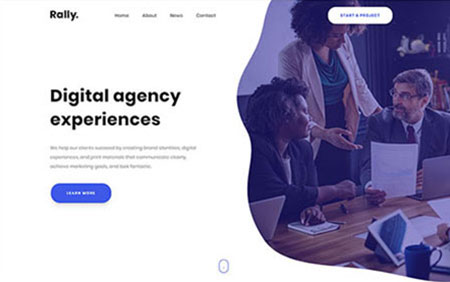 Rally.
Home About News Contact
START A PROJECT
Digital agency
experiences
We help our clients succeed by creating brand identities, digital
experiences, and print materials that communicate clearly,
achieve marketing goals, and look fantastic.
LEARN MORE